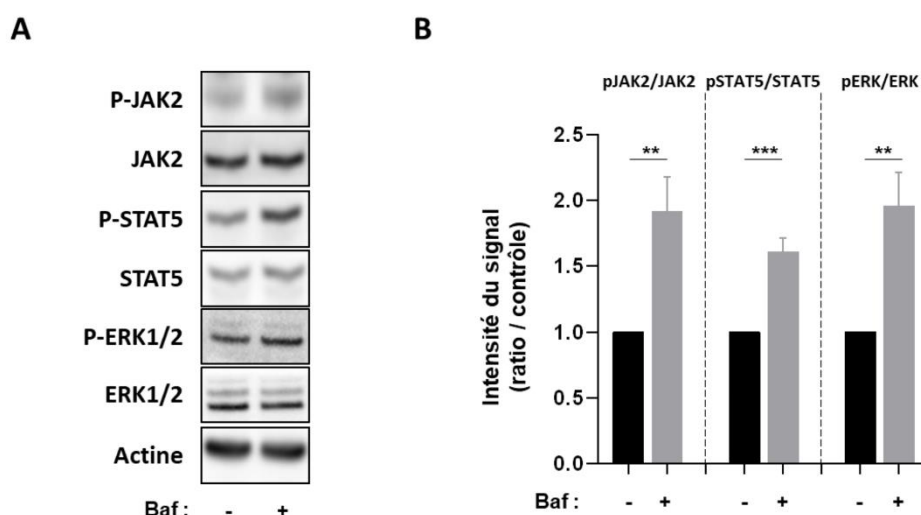 A
P-JAK2
JAK2
P-STAT5
STAT5
P-ERK1/2
ERK1/2
Actine
Baf : - +
B
pJAK2/JAK2 pSTAT5/STAT5 pERK/ERK
Intensité du signal
(ratio / contrôle)
2.5
2.0
1.5
1.0
0.5
0.0
** *** **
Baf : - + - + - +